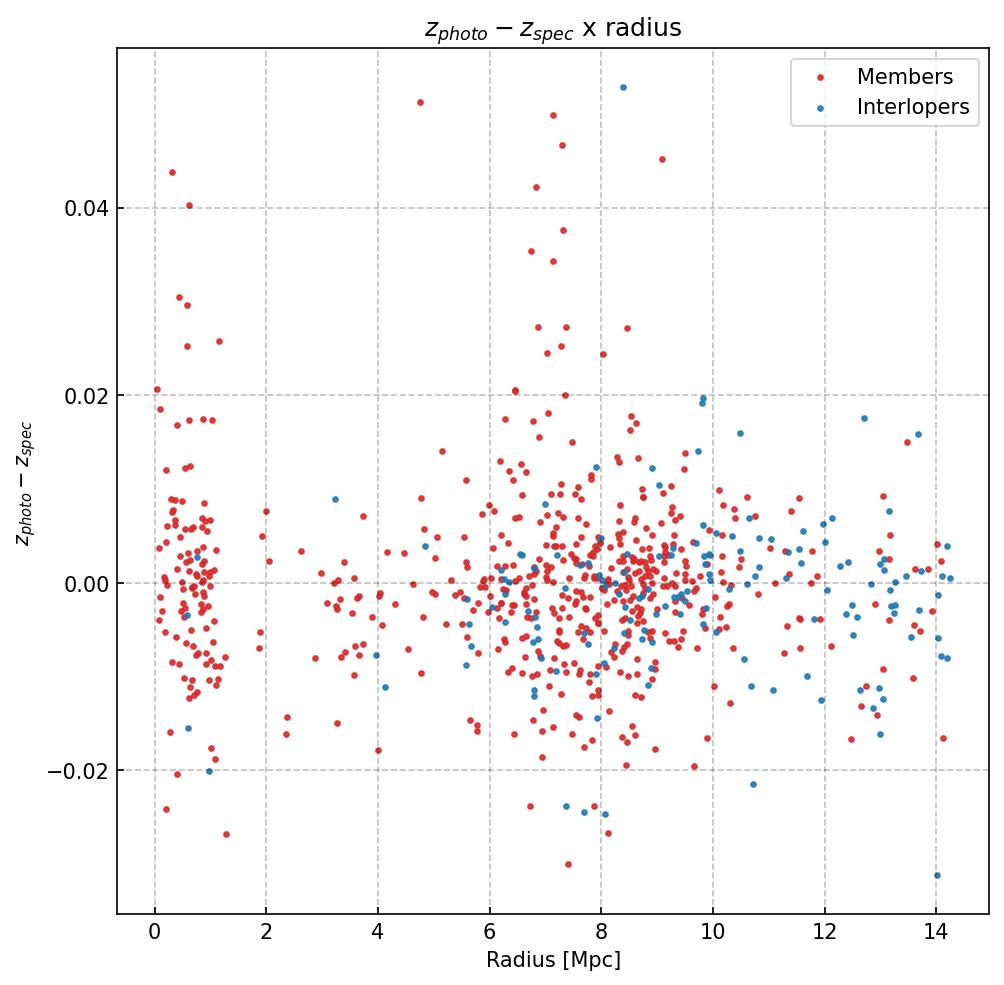 z_photo − z_spec x radius
Members
Interlopers
0.04
0.02
0.00
−0.02
z_photo − z_spec
0 2 4 6 8 10 12 14
Radius [Mpc]